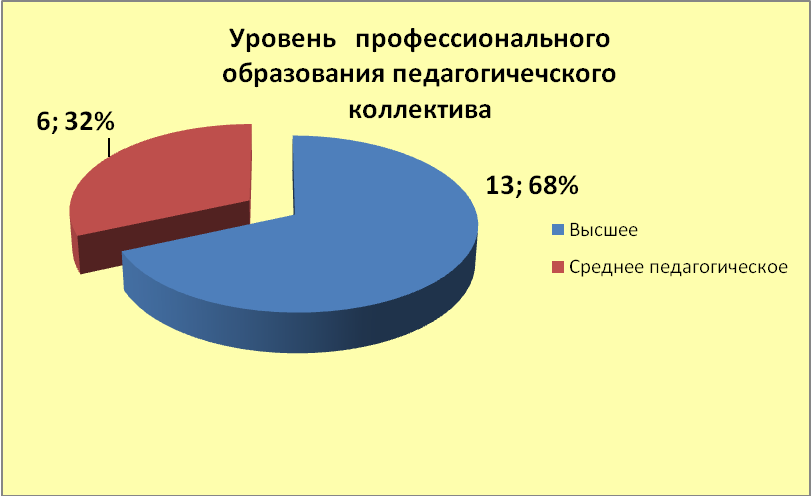 Уровень профессионального
образования педагогичечского
коллектива
6; 32%
13; 68%
Высшее
Среднее педагогическое